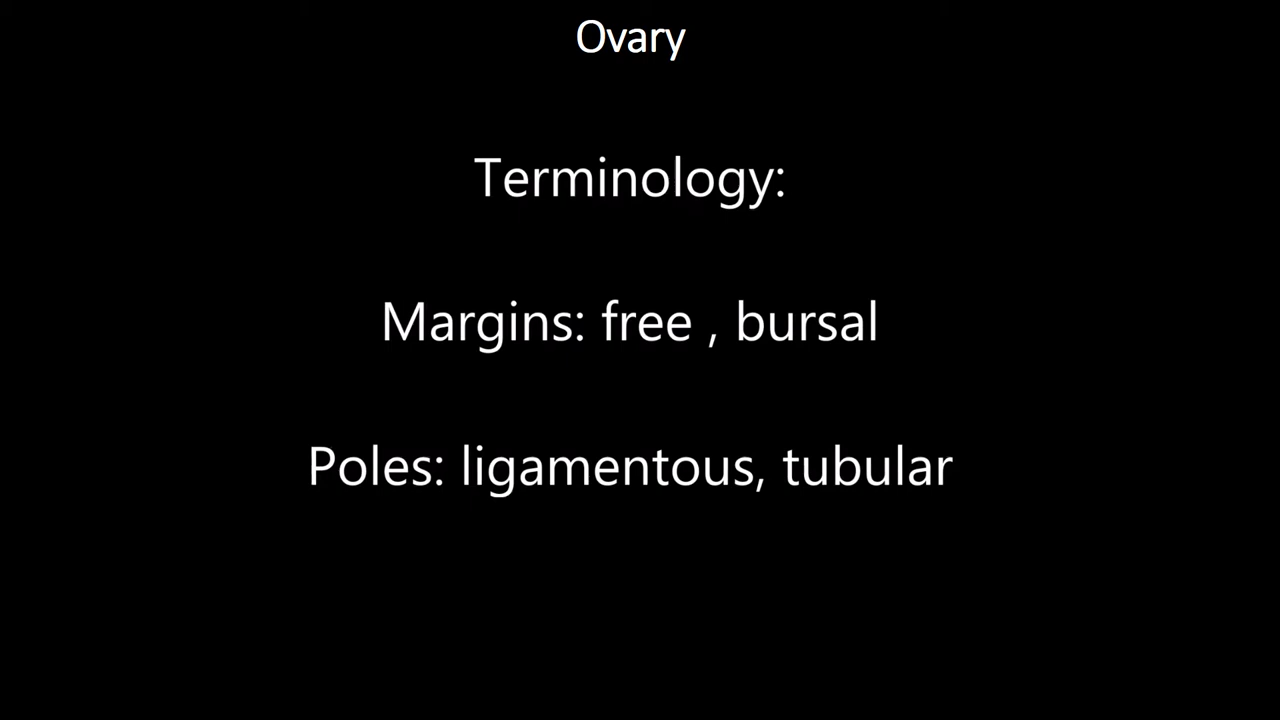 Ovary
Terminology:
Margins: free , bursal
Poles: ligamentous, tubular